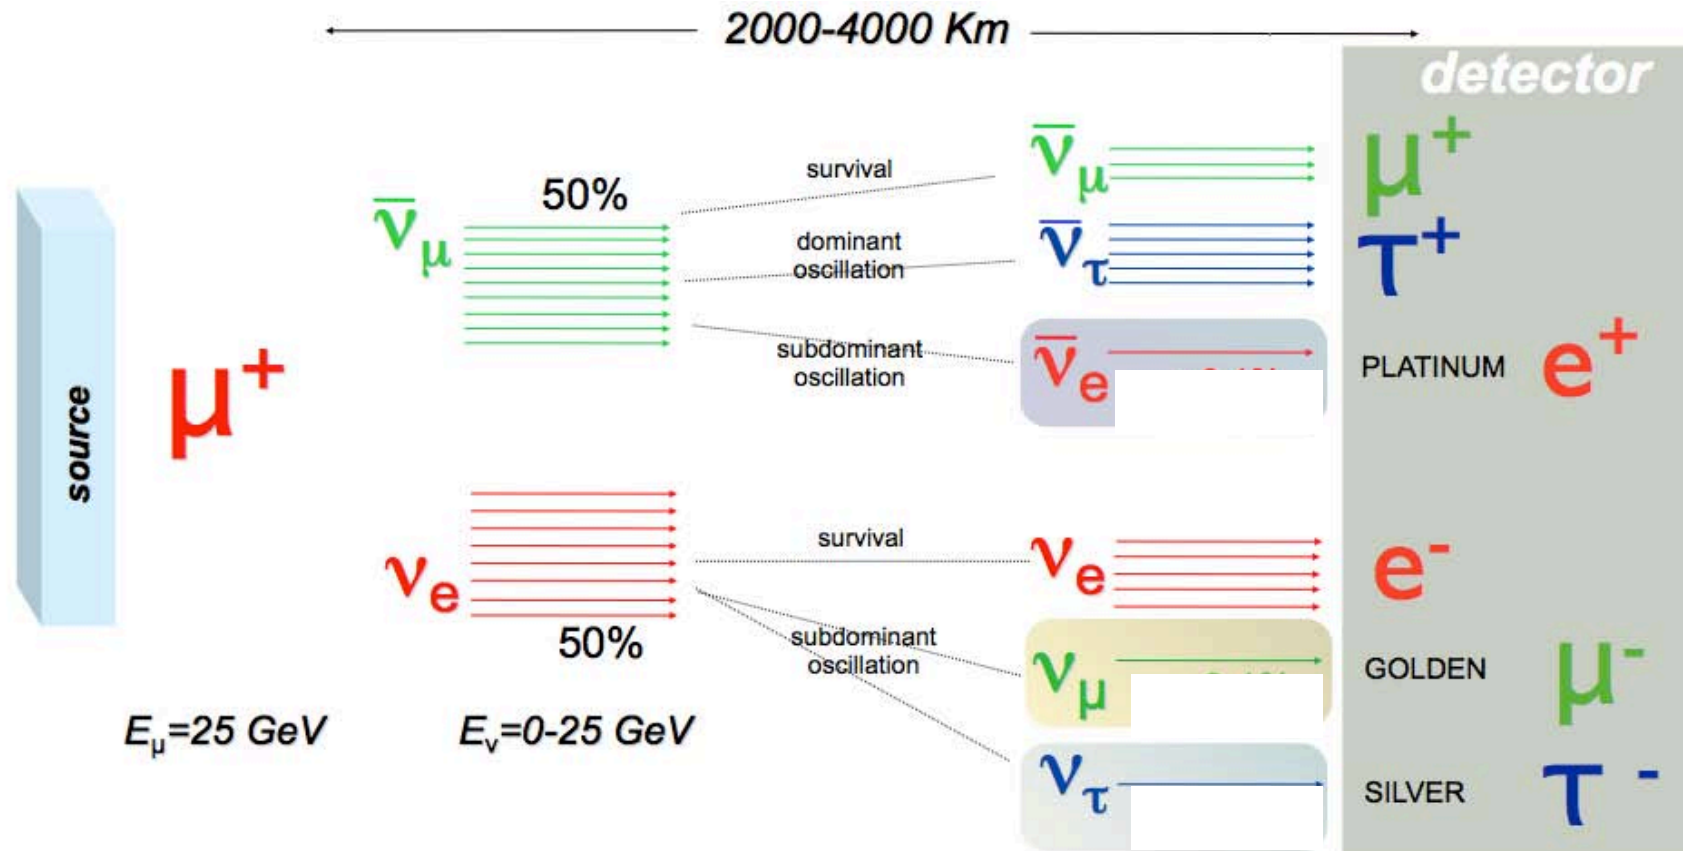 2000-4000 Km
detector
source
μ+
ν̄μ
50%
survival
dominant
oscillation
subdominant
oscillation
ν̄μ
ν̄τ
ν̄e
μ+
τ+
PLATINUM e+
νe
50%
survival
subdominant
oscillation
νe
νμ
ντ
e-
GOLDEN μ-
SILVER τ-
Eμ=25 GeV
Eν=0-25 GeV